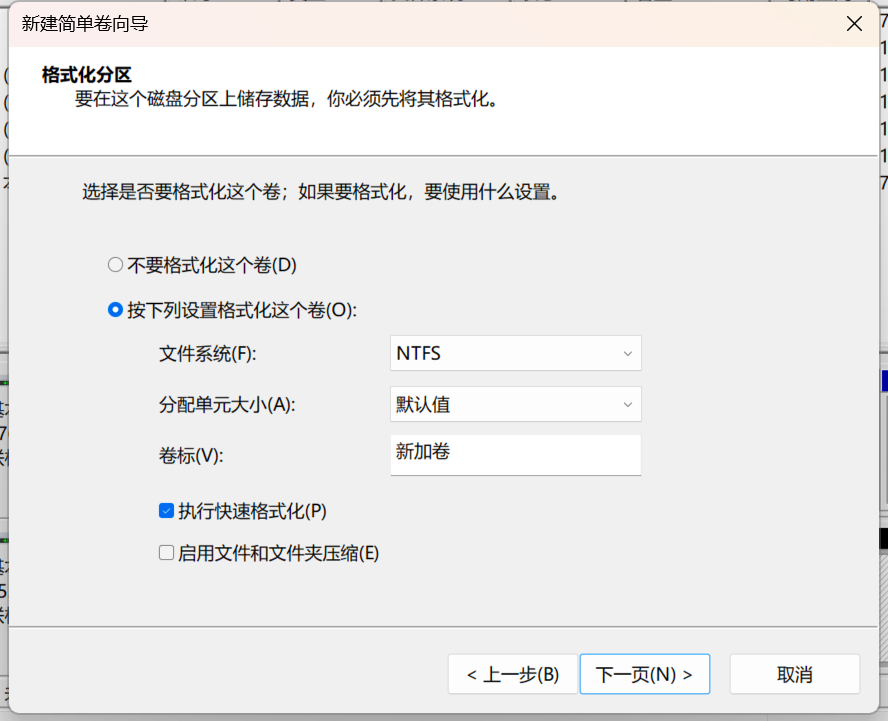 新建简单卷向导
格式化分区
要在这个磁盘分区上储存数据，你必须先将其格式化。
选择是否要格式化这个卷；如果要格式化，要使用什么设置。
不要格式化这个卷(D)
按下列设置格式化这个卷(O):
文件系统(F):
NTFS
分配单元大小(A):
默认值
卷标(V):
新加卷
执行快速格式化(P)
启用文件和文件夹压缩(E)
< 上一步(B)
下一页(N) >
取消